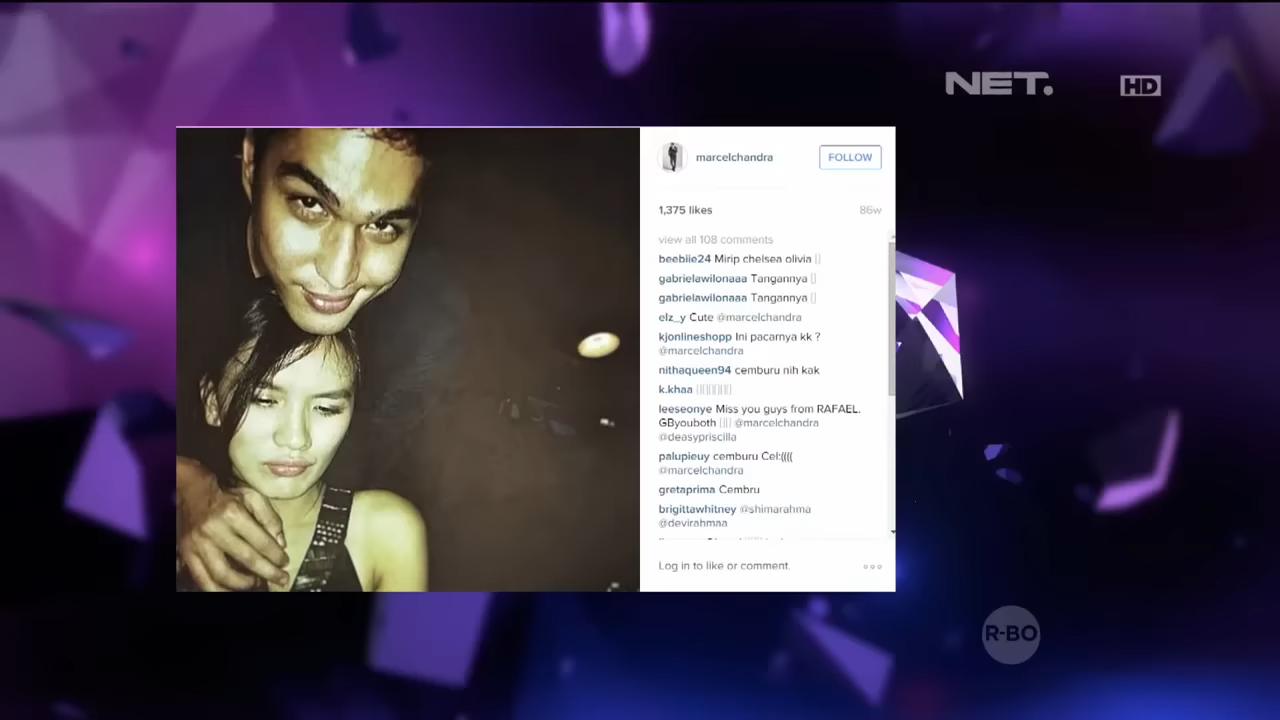 NET.
HD
marcelchandra
FOLLOW
1,375 likes
86w
view all 108 comments
beebiie24 Mirip chelsea olivia
gabrielawilonaaa Tangannya
gabrielawilonaaa Tangannya
elz_y Cute @marcelchandra
kjonlineshopp Ini pacarnya kk ?
@marcelchandra
nithaqueen94 cemburu nih kak
k.khaa
leeseonye Miss you guys from RAFAEL.
GByouboth @marcelchandra
@deasypriscilla
palupieuy cemburu Cel:((((
@marcelchandra
gretaprima Cembru
brigittawhitney @shimarahma
@devirahmaa
Log in to like or comment.
R-BO